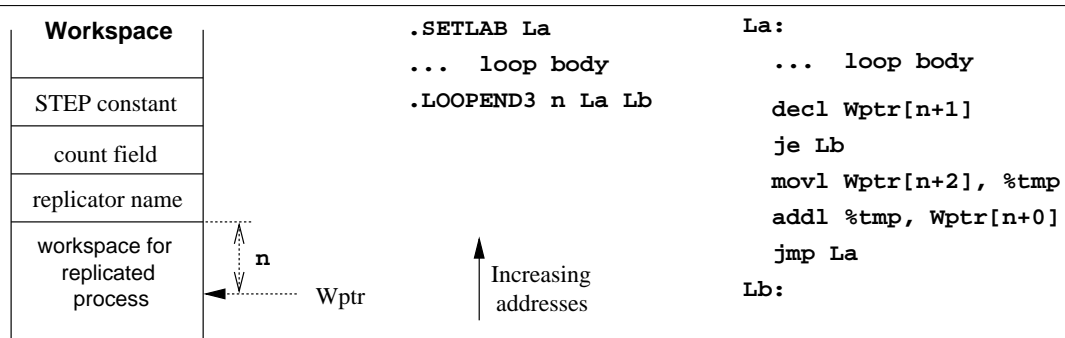 Workspace
STEP constant
count field
replicator name
workspace for
replicated
process
n
Wptr
.SETLAB La
... loop body
.LOOPEND3 n La Lb
Increasing
addresses
La:
... loop body
decl Wptr[n+1]
je Lb
movl Wptr[n+2], %tmp
addl %tmp, Wptr[n+0]
jmp La
Lb: